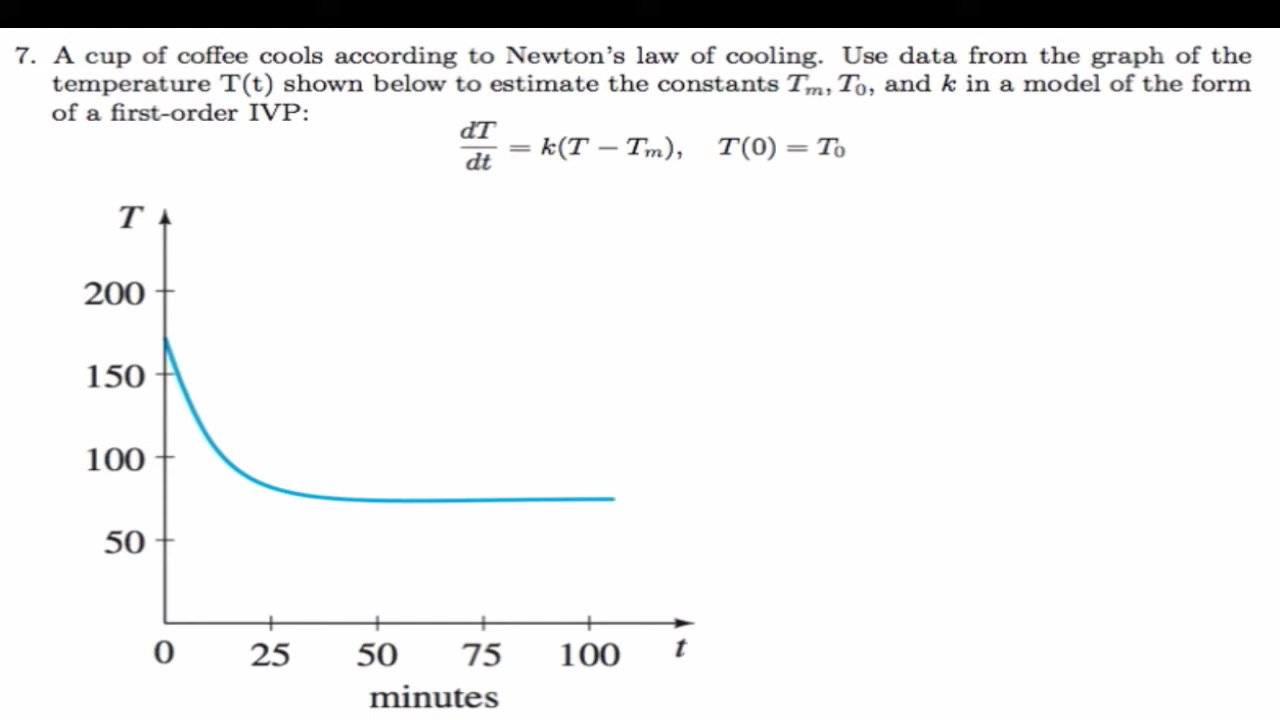 7. A cup of coffee cools according to Newton's law of cooling. Use data from the graph of the
temperature T(t) shown below to estimate the constants Tₘ, T₀, and k in a model of the form
of a first-order IVP:
dT/dt = k(T − Tₘ), T(0) = T₀
T
200
150
100
50
0 25 50 75 100 t
minutes